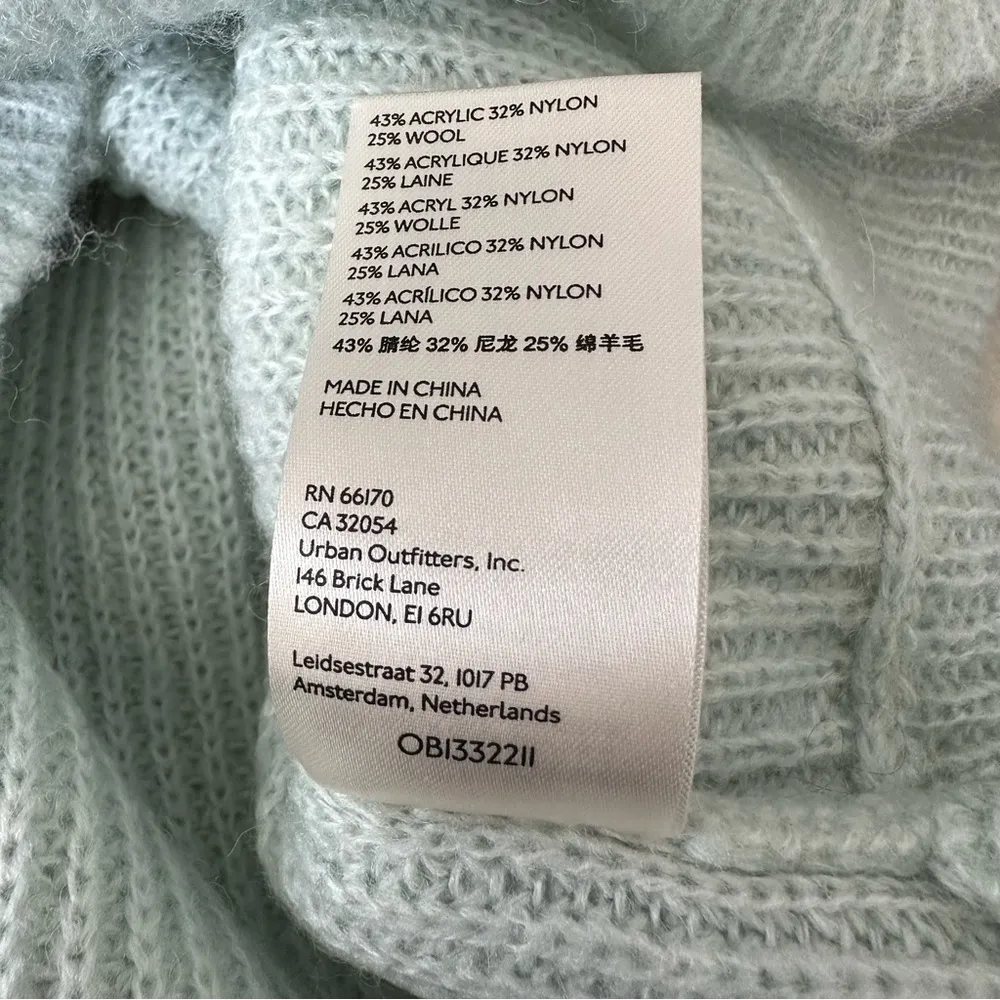 43% ACRYLIC 32% NYLON
25% WOOL
43% ACRYLIQUE 32% NYLON
25% LAINE
43% ACRYL 32% NYLON
25% WOLLE
43% ACRILICO 32% NYLON
25% LANA
43% ACRÍLICO 32% NYLON
25% LANA
43% 腈纶 32% 尼龙 25% 绵羊毛
MADE IN CHINA
HECHO EN CHINA
RN 66170
CA 32054
Urban Outfitters, Inc.
146 Brick Lane
LONDON, E1 6RU
Leidsestraat 32, 1017 PB
Amsterdam, Netherlands
OB1332211